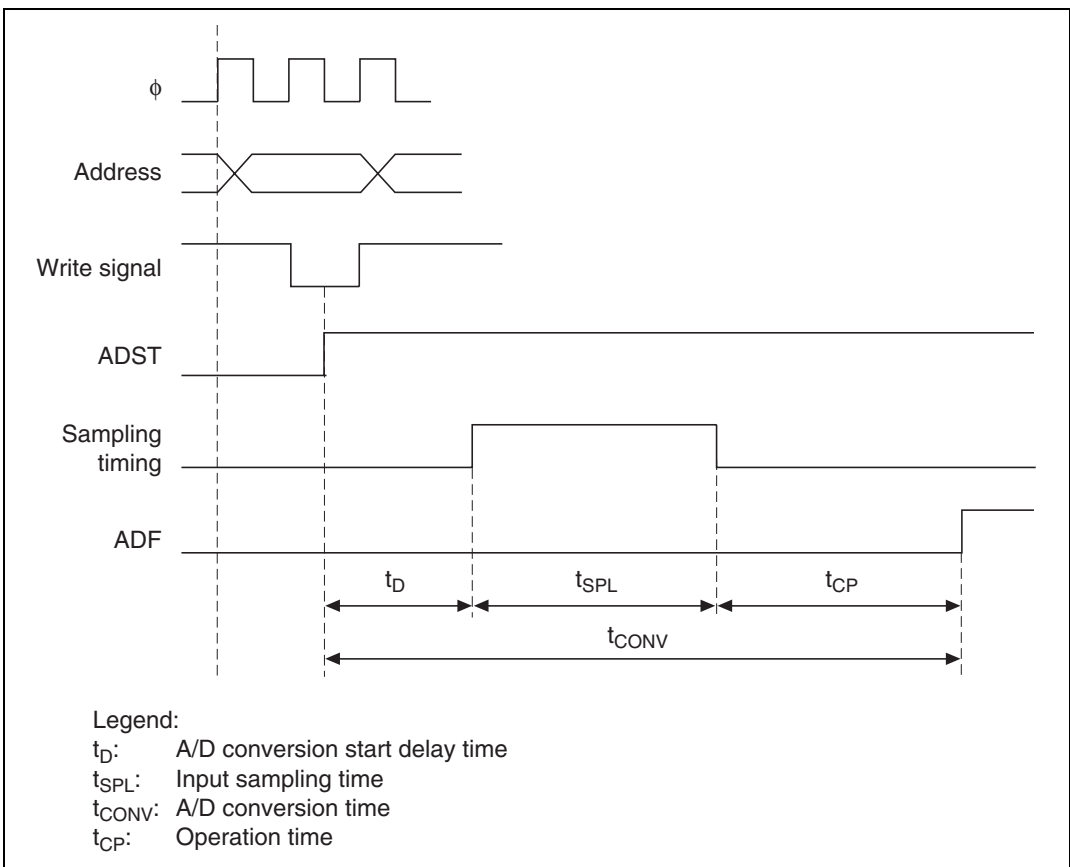 ϕ
Address
Write signal
ADST
Sampling
timing
ADF
tD
tSPL
tCP
tCONV
Legend:
tD: A/D conversion start delay time
tSPL: Input sampling time
tCONV: A/D conversion time
tCP: Operation time